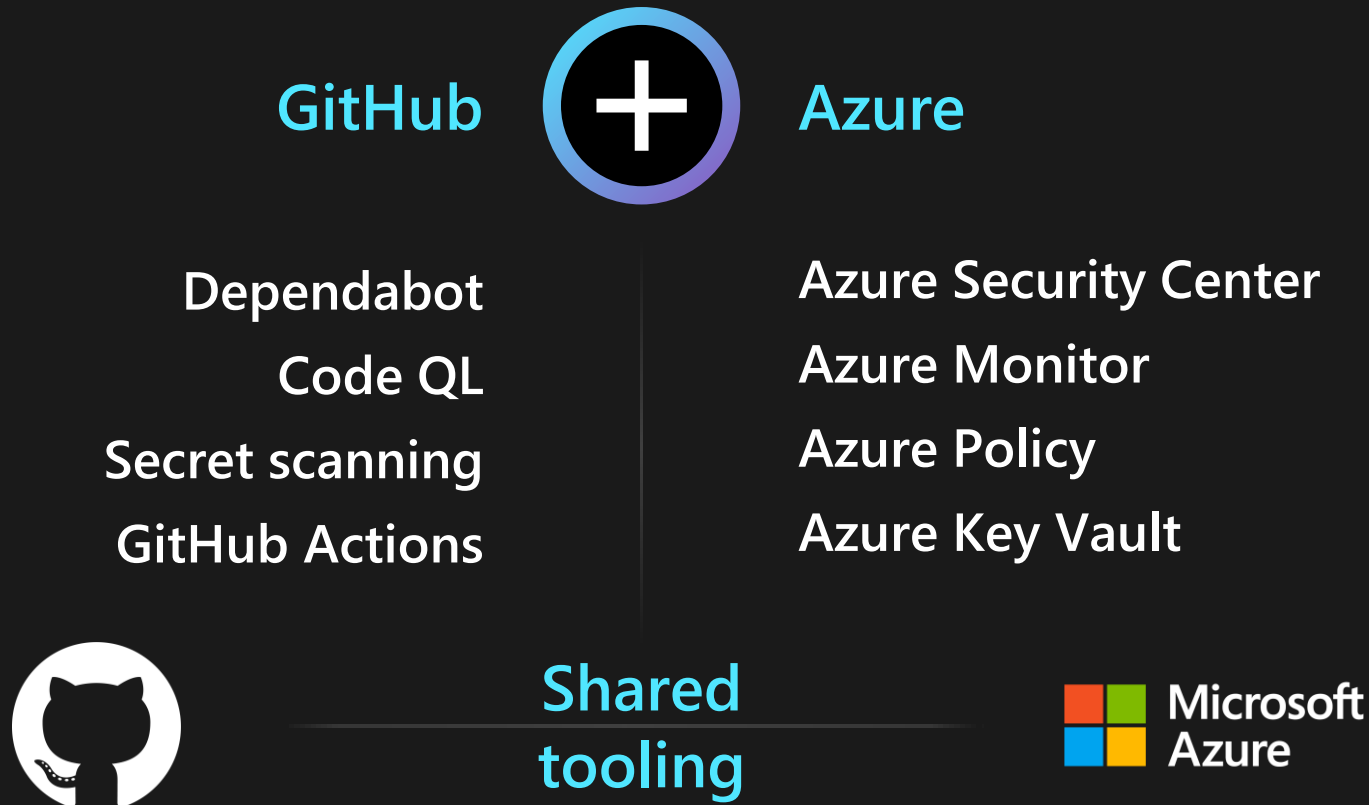 GitHub
Azure
Dependabot
Code QL
Secret scanning
GitHub Actions
Azure Security Center
Azure Monitor
Azure Policy
Azure Key Vault
Shared
tooling
Microsoft
Azure